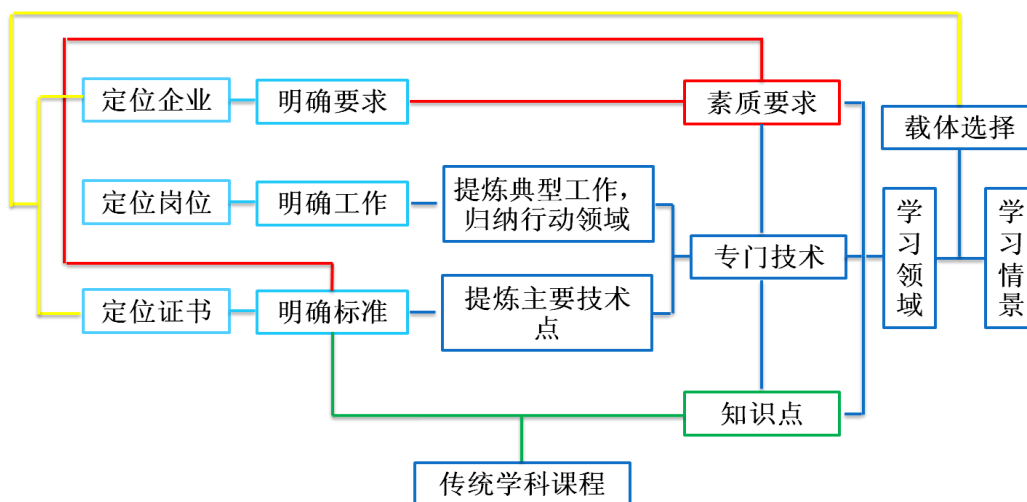 定位企业
明确要求
素质要求
载体选择
定位岗位
明确工作
提炼典型工作，
归纳行动领域
专门技术
学习领域
学习情景
定位证书
明确标准
提炼主要技术
点
知识点
传统学科课程